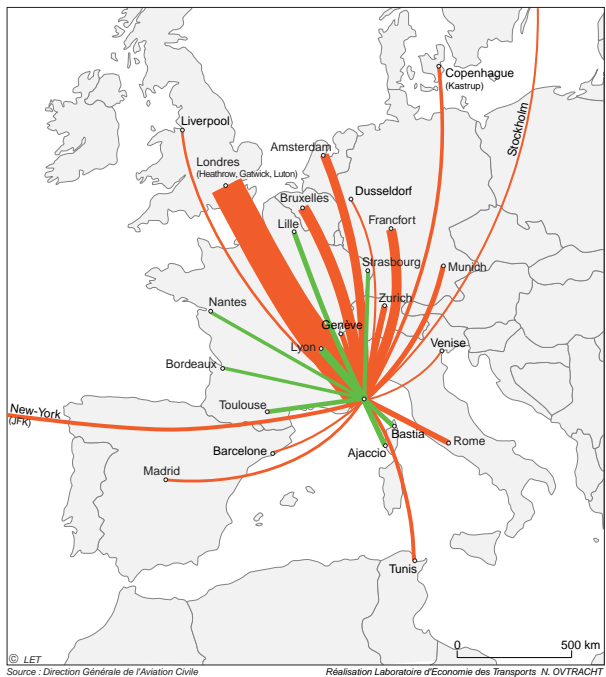 Copenhague
(Kastrup)
Stockholm
Liverpool
Amsterdam
Londres
(Heathrow, Gatwick, Luton)
Dusseldorf
Bruxelles
Francfort
Lille
Strasbourg
Munich
Zurich
Nantes
Genève
Venise
Lyon
Bordeaux
Toulouse
New-York
(JFK)
Bastia
Rome
Barcelone
Ajaccio
Madrid
Tunis
0 500 km
© LET
Source : Direction Générale de l'Aviation Civile
Réalisation Laboratoire d'Economie des Transports N. OVTRACHT